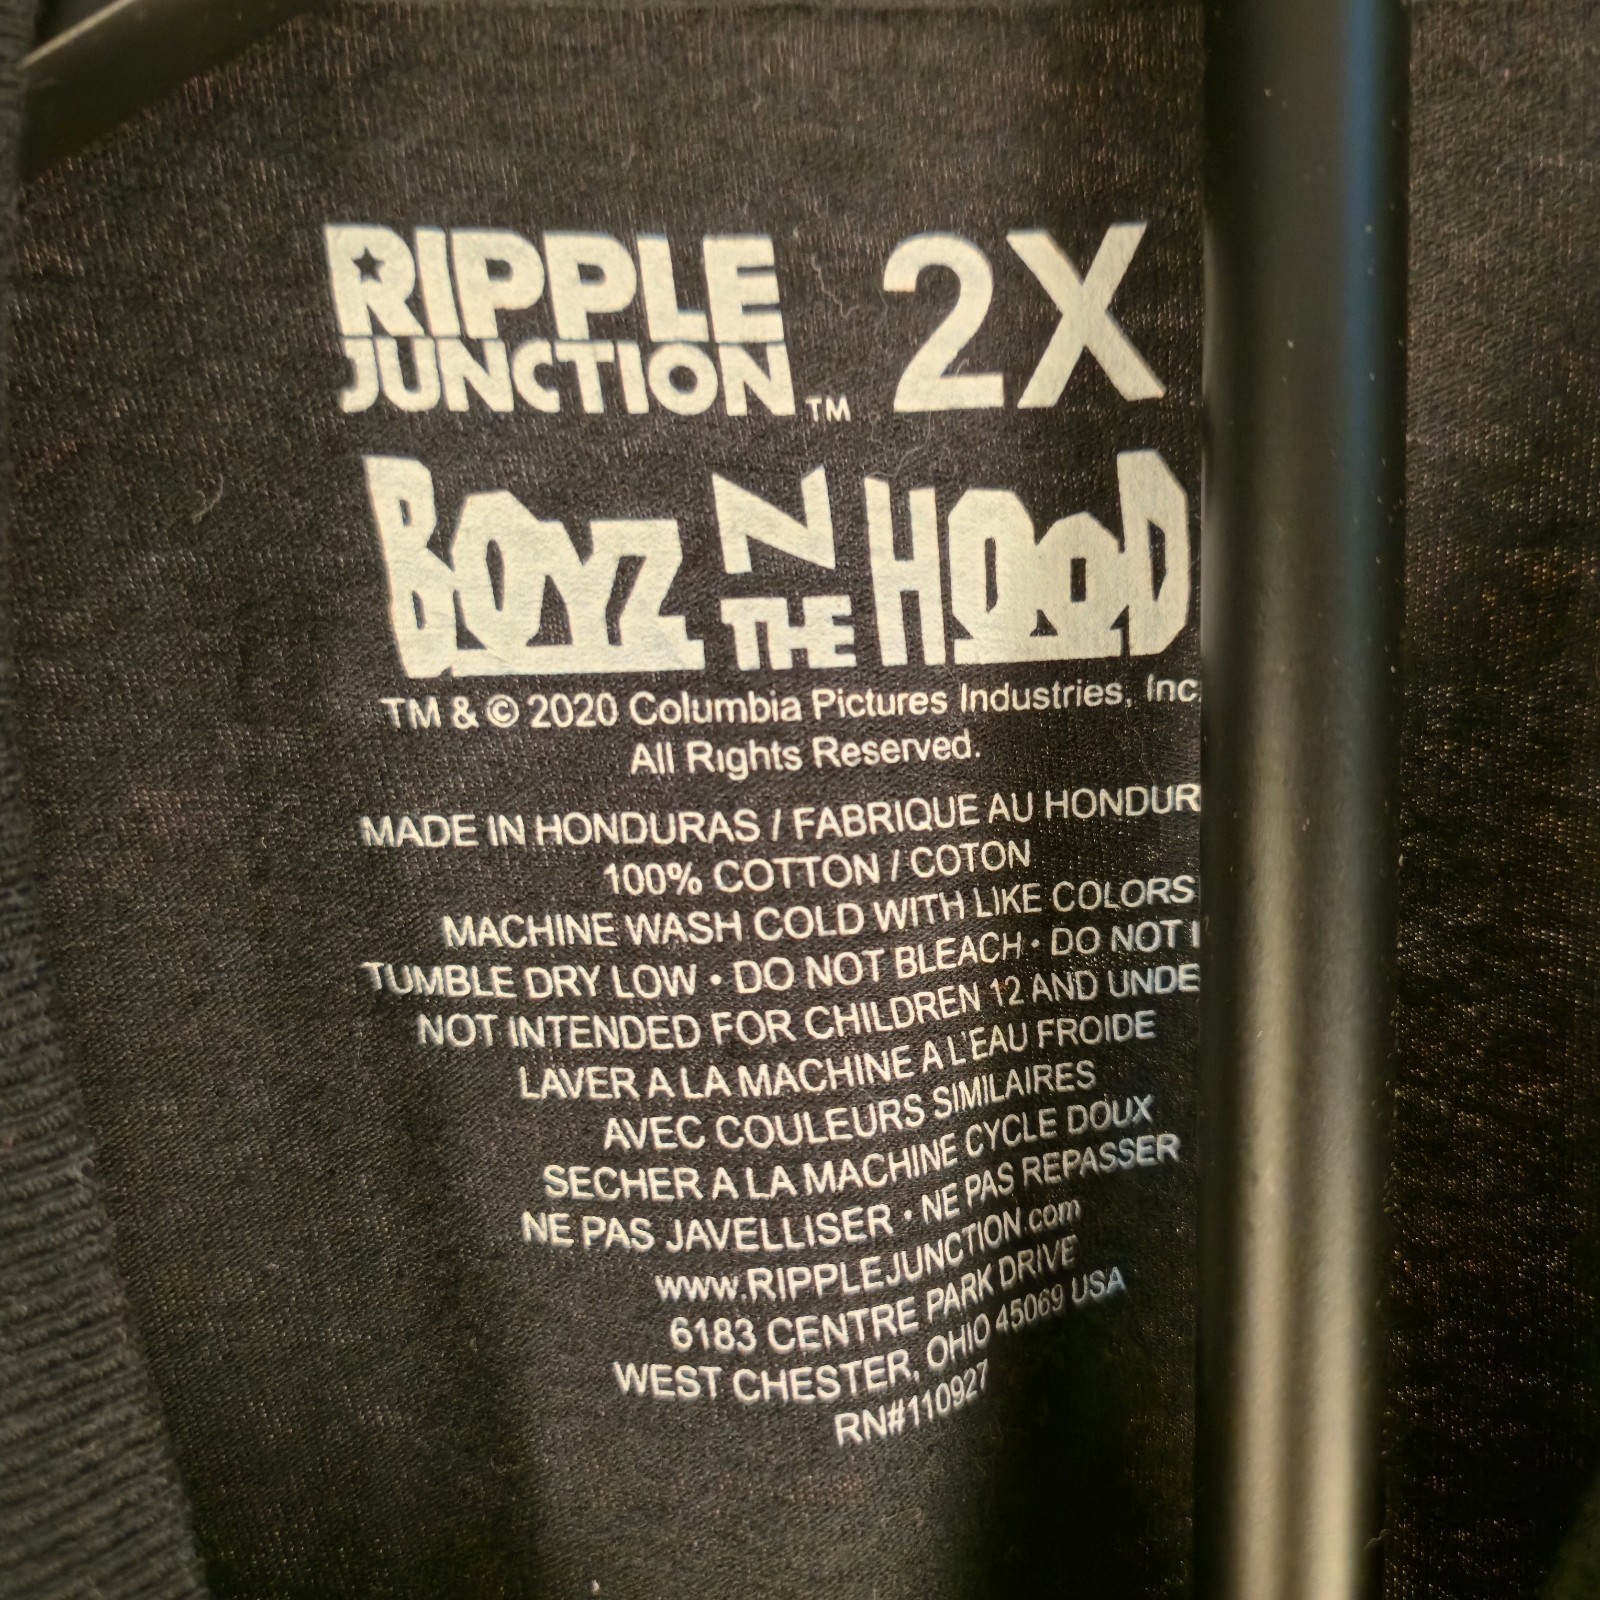 RIPPLE JUNCTION™ 2X
BOYZ N THE HOOD
TM & © 2020 Columbia Pictures Industries, Inc
All Rights Reserved.
MADE IN HONDURAS / FABRIQUE AU HONDUR
100% COTTON / COTON
MACHINE WASH COLD WITH LIKE COLORS
TUMBLE DRY LOW • DO NOT BLEACH • DO NOT
NOT INTENDED FOR CHILDREN 12 AND UNDE
LAVER A LA MACHINE A L'EAU FROIDE
AVEC COULEURS SIMILAIRES
SECHER A LA MACHINE CYCLE DOUX
NE PAS JAVELLISER • NE PAS REPASSER
www.RIPPLEJUNCTION.com
6183 CENTRE PARK DRIVE
WEST CHESTER, OHIO 45069 USA
RN#110927